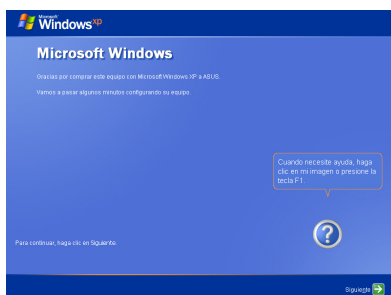 Microsoft
Windows xp
Microsoft Windows
Gracias por comprar este equipo con Microsoft Windows XP a ASUS.
Vamos a pasar algunos minutos configurando su equipo.
Cuando necesite ayuda, haga
clic en mi imagen o presione la
tecla F1.
?
Para continuar, haga clic en Siguiente.
Siguiente